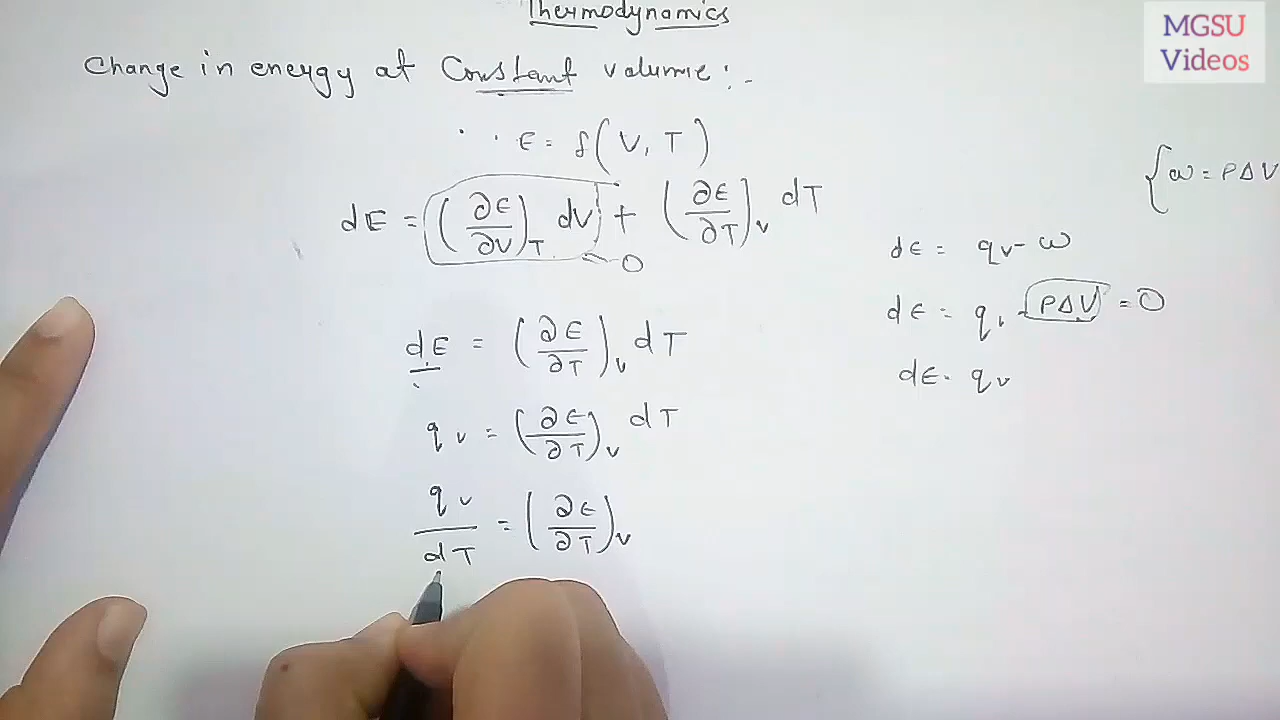 Thermodynamics
MGSU
Videos
Change in energy at Constant volume :-
E = f(V, T)
{ w = PΔV
dE = (∂E/∂V)T dV + (∂E/∂T)V dT
0
dE = qv - w
dE = qv - PΔV = 0
dE = (∂E/∂T)V dT
dE = qv
qv = (∂E/∂T)V dT
qv/dT = (∂E/∂T)V